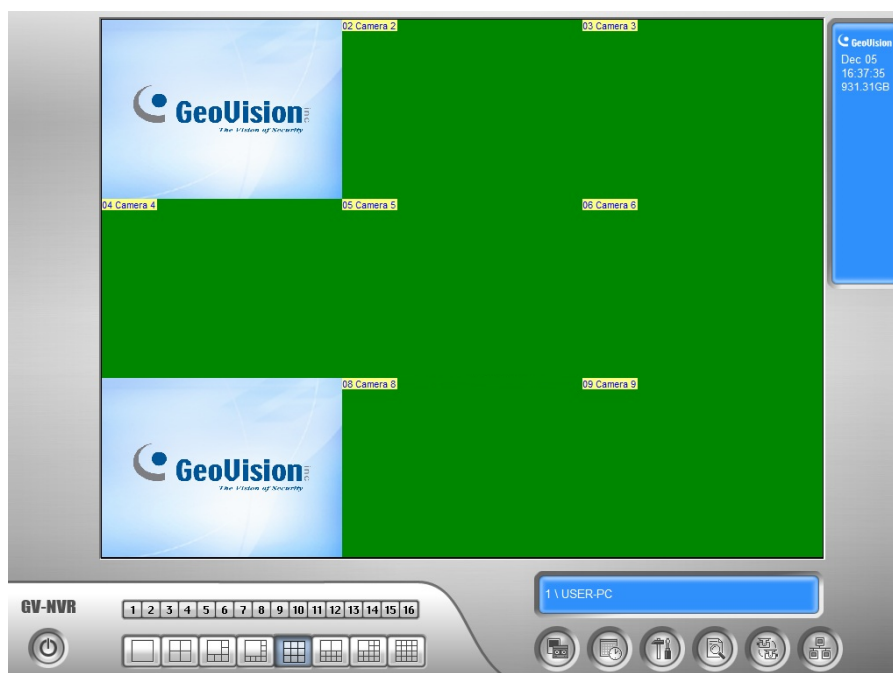 GeoVision inc
The Vision of Security
02 Camera 2
03 Camera 3
GeoVision
Dec 05
16:37:35
931.31GB
04 Camera 4
05 Camera 5
06 Camera 6
GeoVision inc
The Vision of Security
08 Camera 8
09 Camera 9
1 \ USER-PC
GV-NVR
1 2 3 4 5 6 7 8 9 10 11 12 13 14 15 16